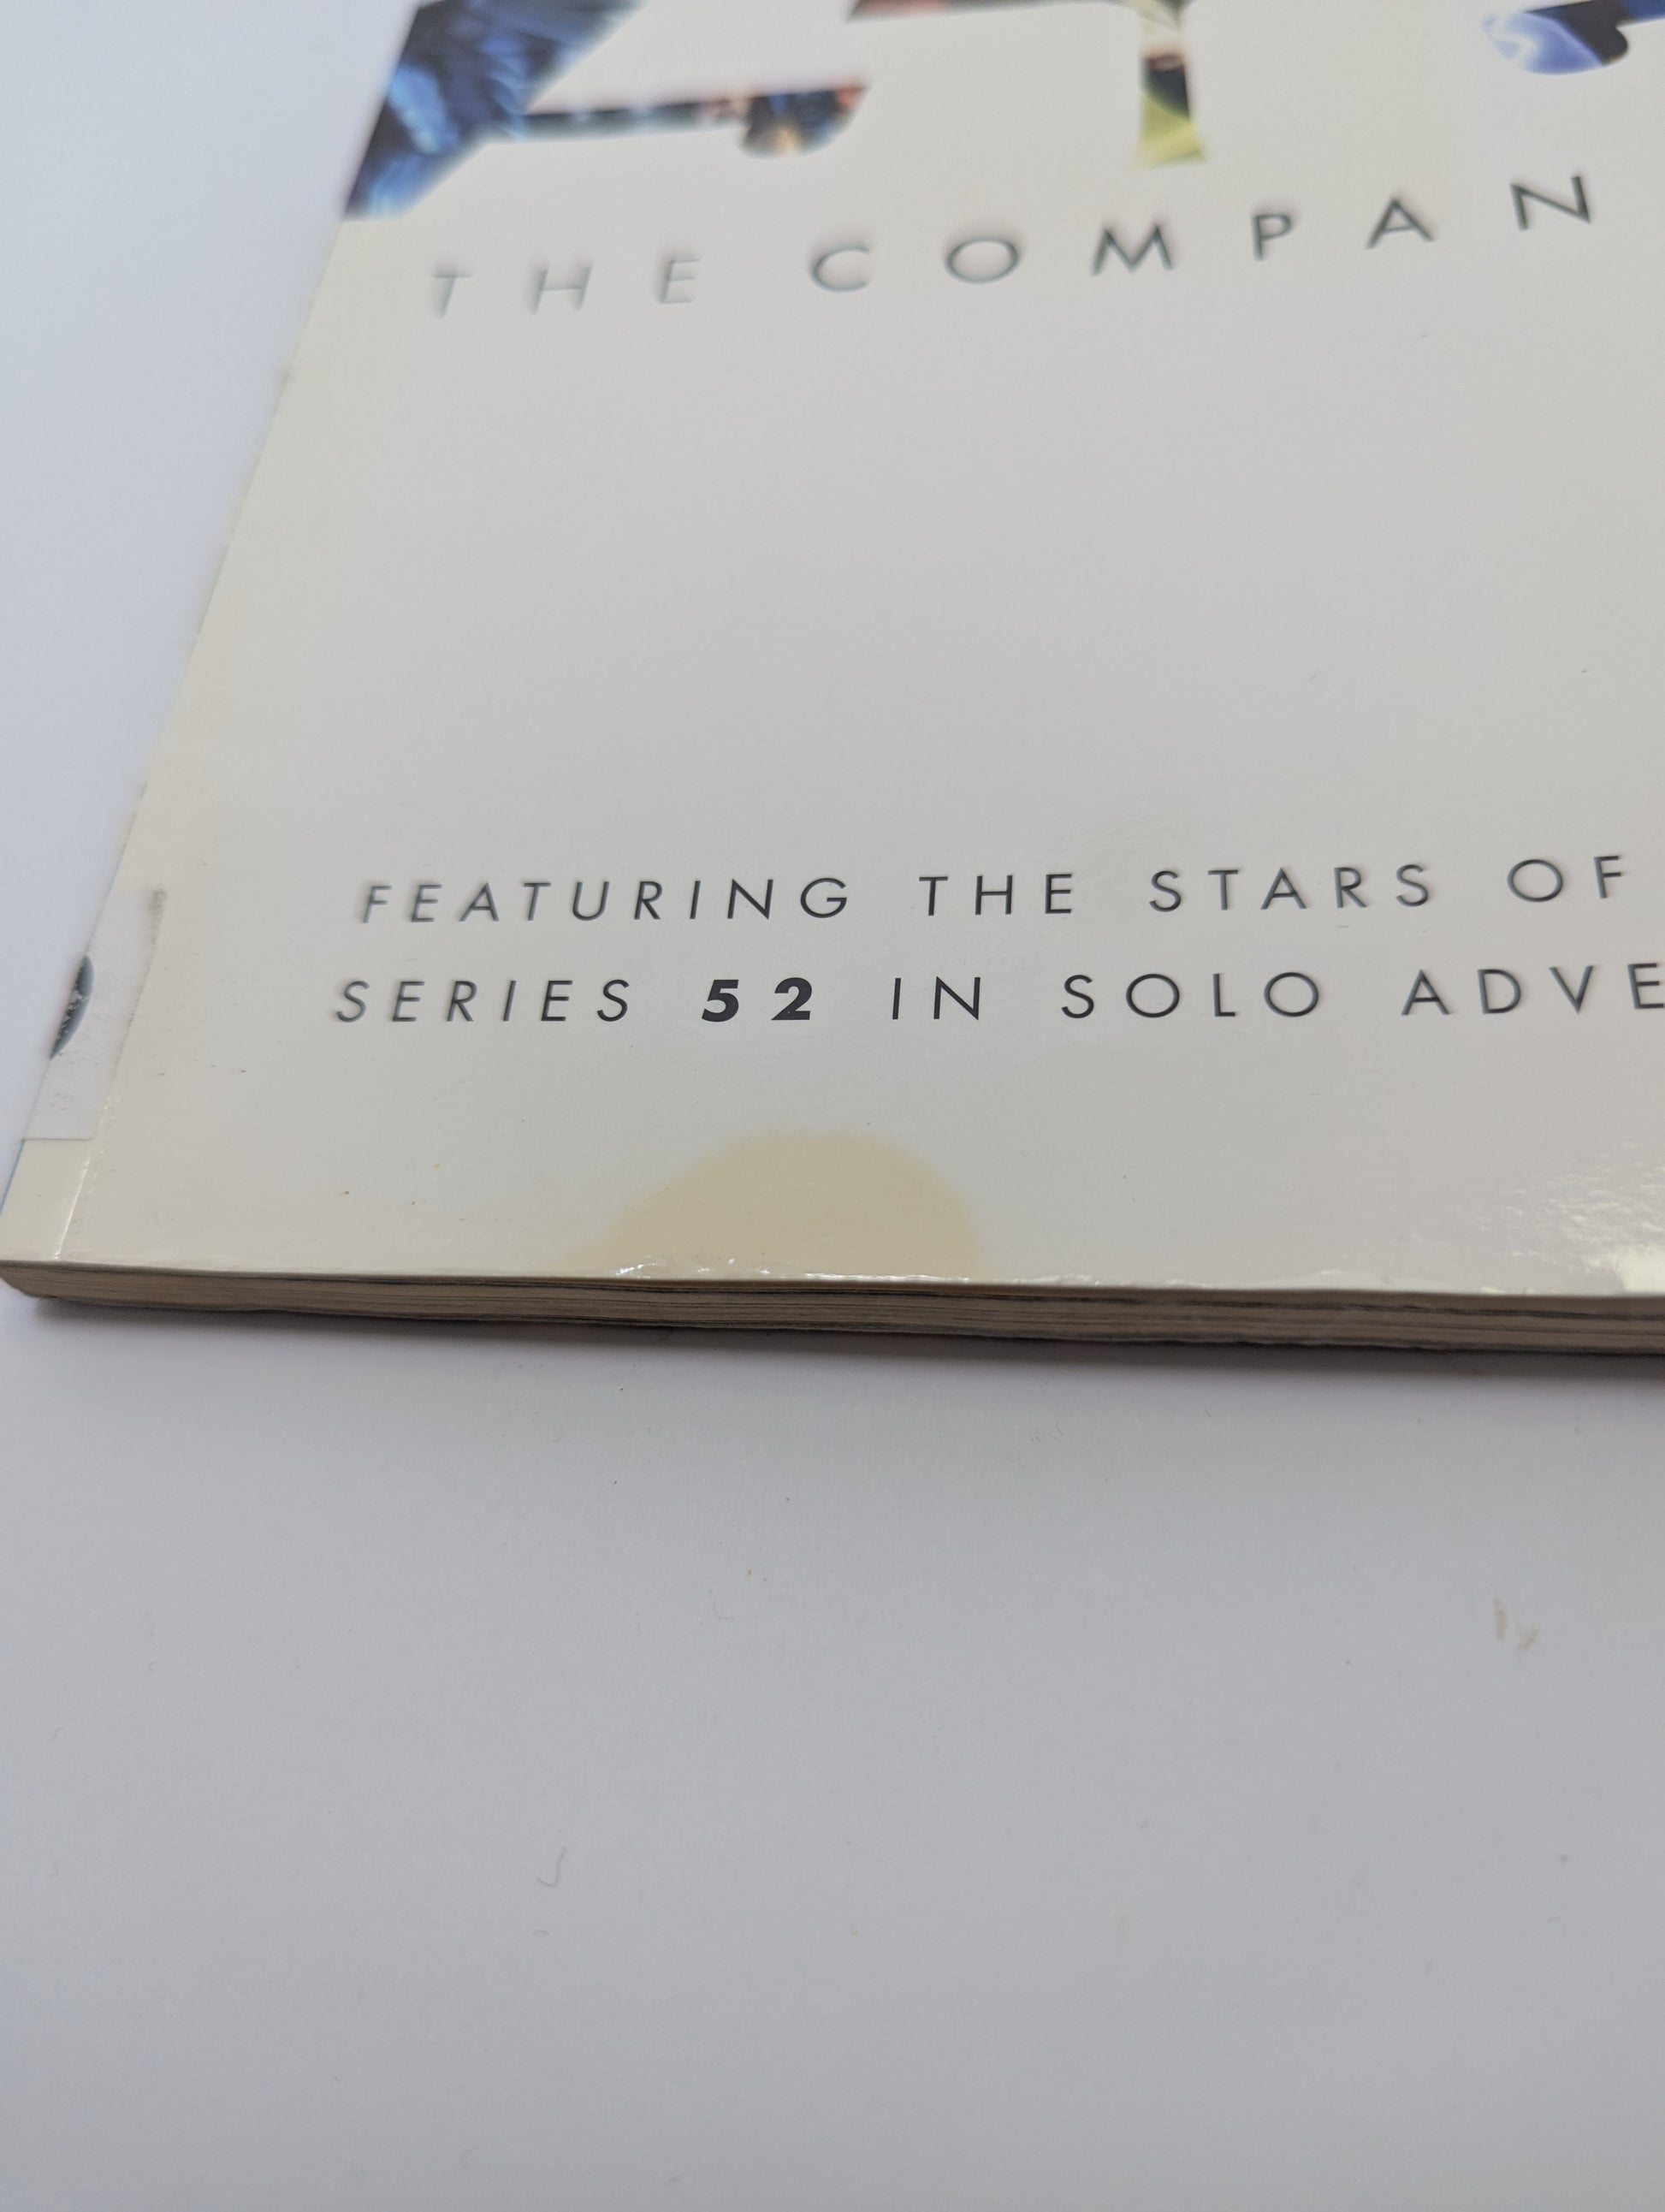 THE COMPAN
FEATURING THE STARS OF
SERIES 52 IN SOLO ADVE